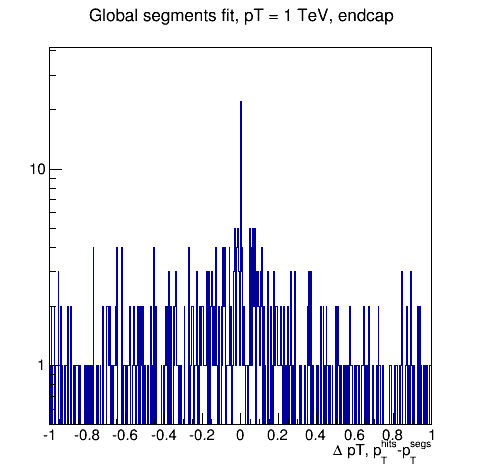 Global segments fit, pT = 1 TeV, endcap
10
1
-1 -0.8 -0.6 -0.4 -0.2 0 0.2 0.4 0.6 0.8 1
Δ pT, p_T^hits-p_T^segs